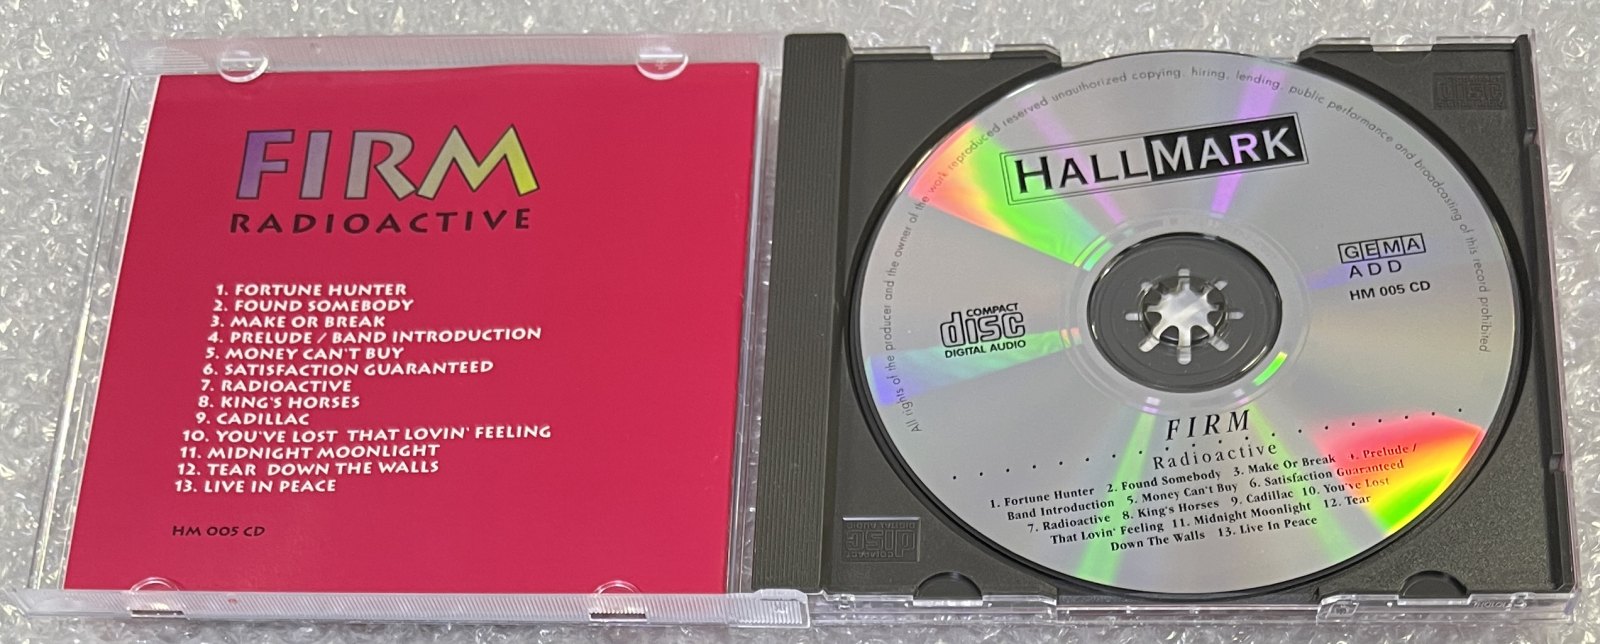 FIRM
RADIOACTIVE
1. FORTUNE HUNTER
2. FOUND SOMEBODY
3. MAKE OR BREAK
4. PRELUDE / BAND INTRODUCTION
5. MONEY CAN'T BUY
6. SATISFACTION GUARANTEED
7. RADIOACTIVE
8. KING'S HORSES
9. CADILLAC
10. YOU'VE LOST THAT LOVIN' FEELING
11. MIDNIGHT MOONLIGHT
12. TEAR DOWN THE WALLS
13. LIVE IN PEACE
HM 005 CD
All rights of the producer and the owner of the work reproduced reserved unauthorized copying, hiring, lending, public performance and broadcasting of this record prohibited
HALLMARK
GEMA
ADD
HM 005 CD
COMPACT
disc
DIGITAL AUDIO
FIRM
Radioactive
1. Fortune Hunter 2. Found Somebody 3. Make Or Break 4. Prelude /
Band Introduction 5. Money Can't Buy 6. Satisfaction Guaranteed
7. Radioactive 8. King's Horses 9. Cadillac 10. You've Lost
That Lovin' Feeling 11. Midnight Moonlight 12. Tear
Down The Walls 13. Live In Peace
COMPACT
disc
DIGITAL AUDIO
disc